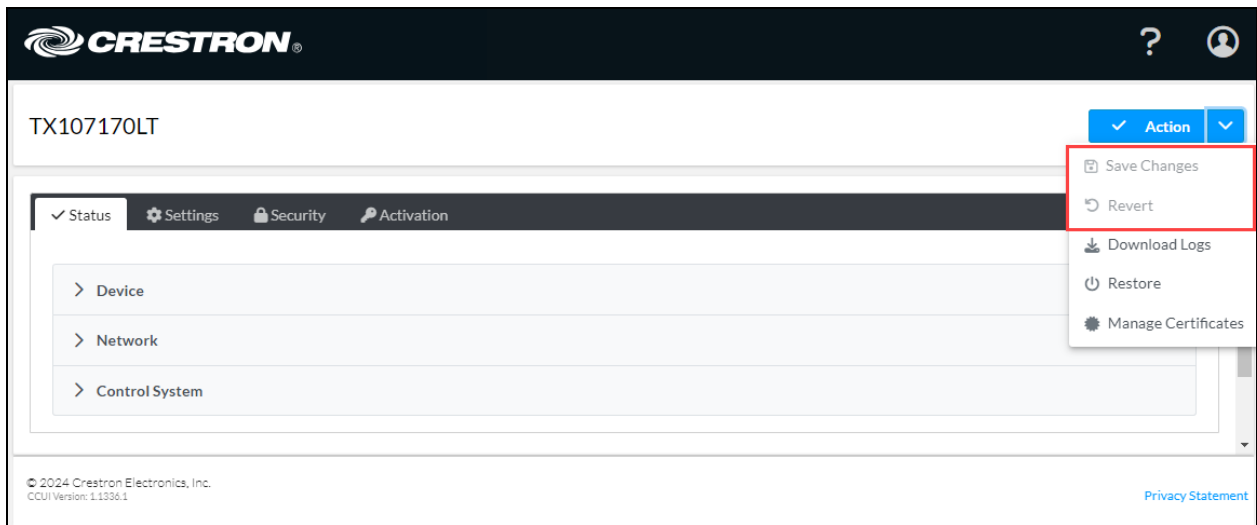 CRESTRON®
?
TX107170LT
Action
Save Changes
Revert
Download Logs
Restore
Manage Certificates
Status Settings Security Activation
Device
Network
Control System
© 2024 Crestron Electronics, Inc.
CCUI Version: 1.1336.1
Privacy Statement